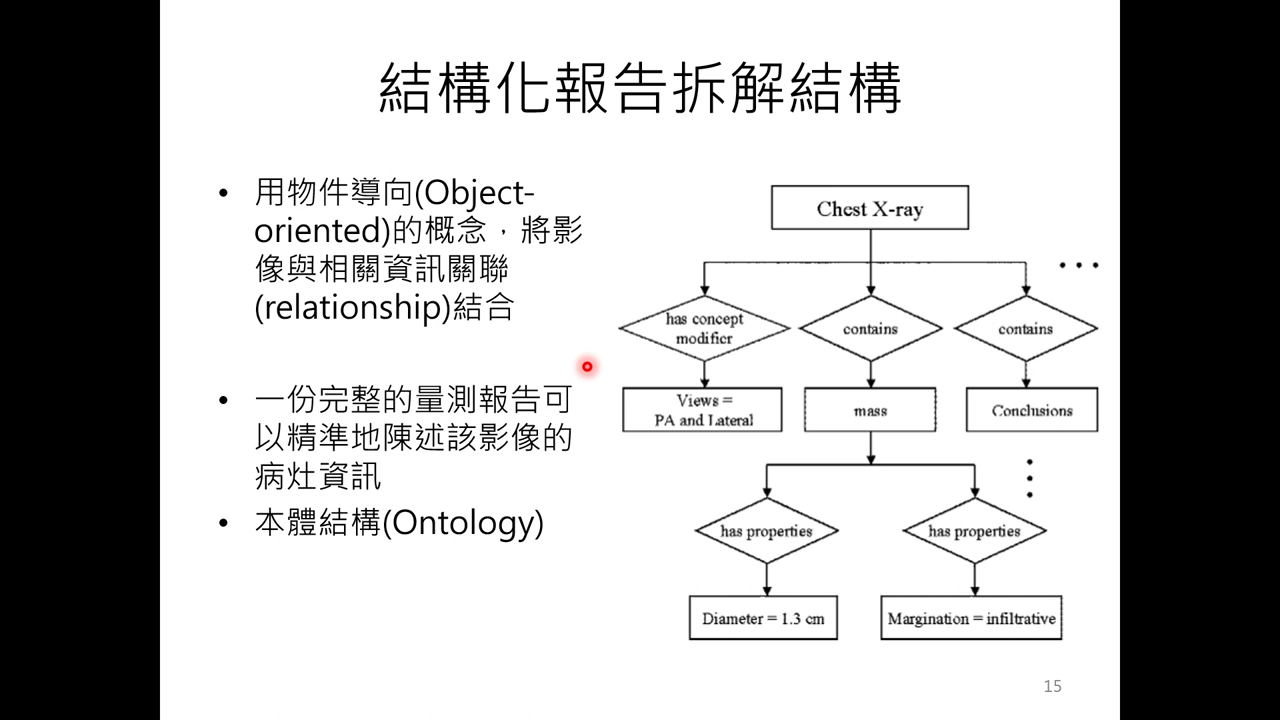 結構化報告拆解結構
• 用物件導向(Object-
oriented)的概念，將影
像與相關資訊關聯
(relationship)結合
• 一份完整的量測報告可
以精準地陳述該影像的
病灶資訊
• 本體結構(Ontology)
Chest X-ray
has concept
modifier
contains
contains
Views =
PA and Lateral
mass
Conclusions
has properties
has properties
Diameter = 1.3 cm
Margination = infiltrative
15